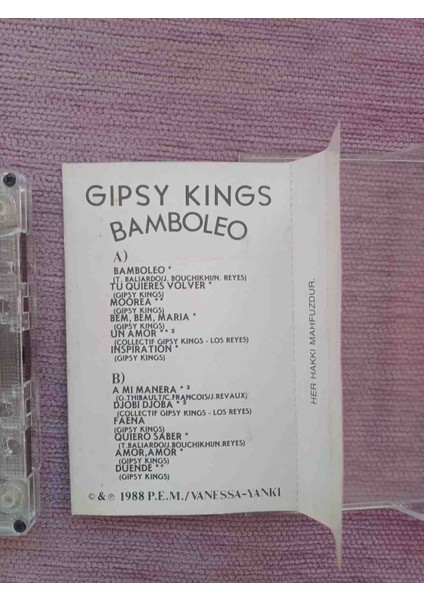 GIPSY KINGS
BAMBOLEO
A)
BAMBOLEO *
(T. BALIARDO/J. BOUCHIKHI/N. REYES)
TU QUIERES VOLVER *
(GIPSY KINGS)
MOOREA * *
(GIPSY KINGS)
BEM, BEM, MARIA *
(GIPSY KINGS)
UN AMOR * * 2
(COLLECTIF GIPSY KINGS - LOS REYES)
INSPIRATION *
(GIPSY KINGS)
B)
A MI MANERA * 3
(G.THIBAULT/C.FRANCOIS/J.REVAUX)
DJOBI DJOBA * 2
(COLLECTIF GIPSY KINGS - LOS REYES)
FAENA
(GIPSY KINGS)
QUIERO SABER *
(T.BALIARDO/J.BOUCHIKHI/N.REYES)
AMOR,AMOR *
(GIPSY KINGS)
DUENDE * *
(GIPSY KINGS)
© & ℗ 1988 P.E.M./VANESSA-YANKI
HER HAKKI MAHFUZDUR.